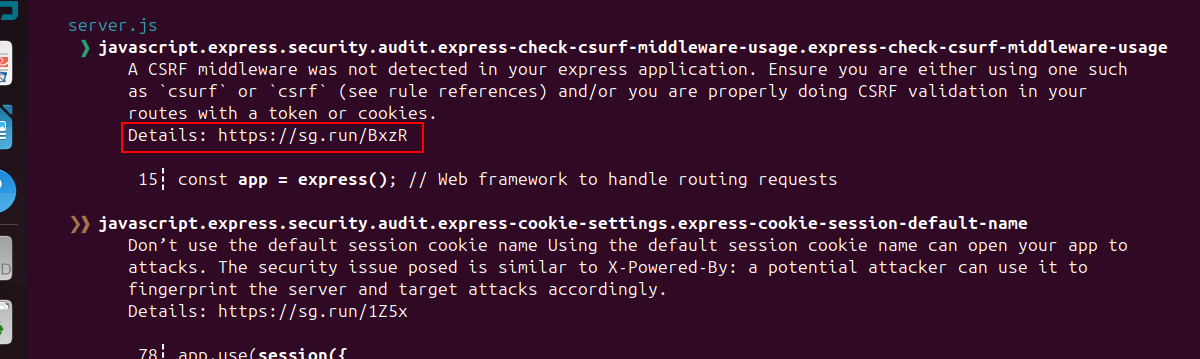 server.js
❯ javascript.express.security.audit.express-check-csurf-middleware-usage.express-check-csurf-middleware-usage
A CSRF middleware was not detected in your express application. Ensure you are either using one such
as `csurf` or `csrf` (see rule references) and/or you are properly doing CSRF validation in your
routes with a token or cookies.
Details: https://sg.run/BxzR
15┆ const app = express(); // Web framework to handle routing requests
❯❯ javascript.express.security.audit.express-cookie-settings.express-cookie-session-default-name
Don’t use the default session cookie name Using the default session cookie name can open your app to
attacks. The security issue posed is similar to X-Powered-By: a potential attacker can use it to
fingerprint the server and target attacks accordingly.
Details: https://sg.run/1Z5x
78┆ app.use(session({